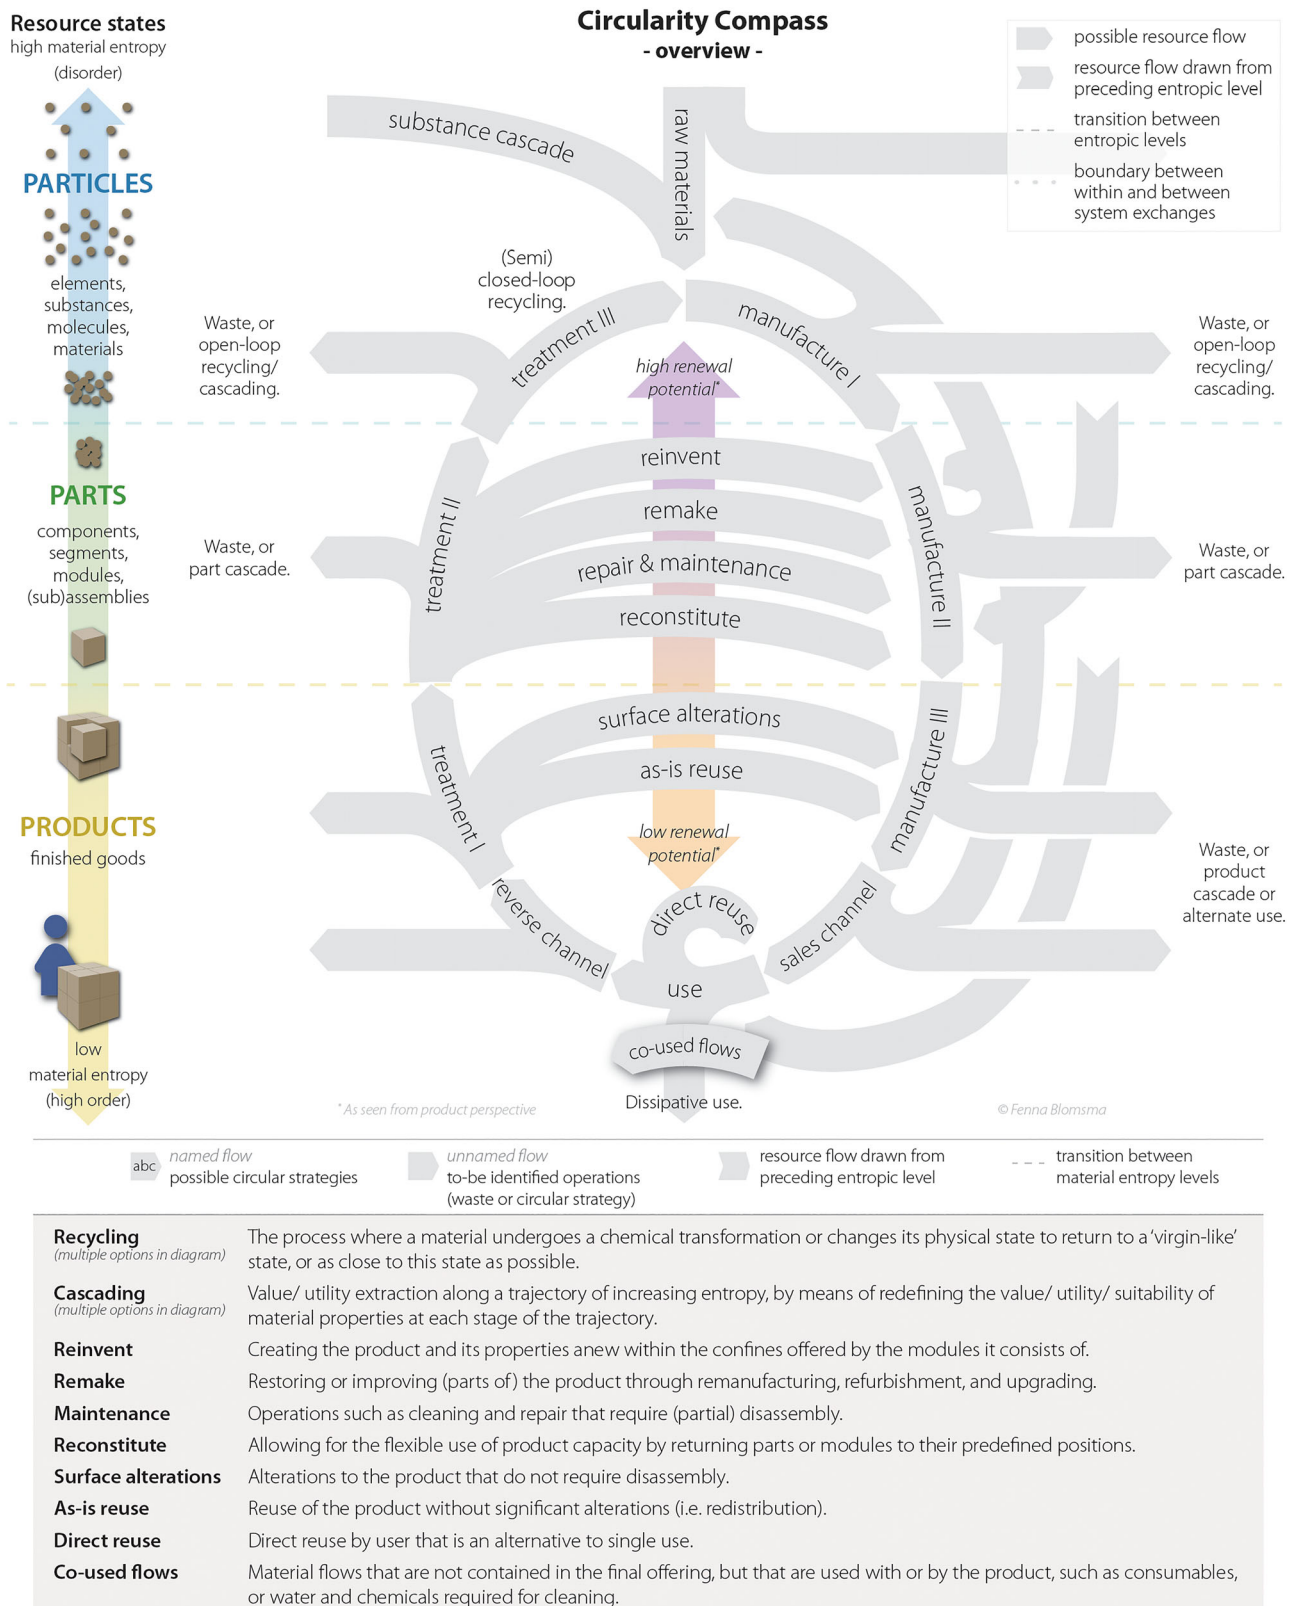 Circularity Compass
- overview -
Resource states
high material entropy
(disorder)
PARTICLES
elements,
substances,
molecules,
materials
PARTS
components,
segments,
modules,
(sub)assemblies
PRODUCTS
finished goods
low
material entropy
(high order)
possible resource flow
resource flow drawn from
preceding entropic level
transition between
entropic levels
boundary between
within and between
system exchanges
substance cascade
raw materials
(Semi)
closed-loop
recycling.
Waste, or
open-loop
recycling/
cascading.
treatment III
manufacture I
Waste, or
open-loop
recycling/
cascading.
high renewal
potential*
reinvent
remake
repair & maintenance
reconstitute
treatment II
manufacture II
Waste, or
part cascade.
Waste, or
part cascade.
surface alterations
as-is reuse
treatment I
manufacture III
low renewal
potential*
Waste, or
product
cascade or
alternate use.
direct reuse
reverse channel
sales channel
use
co-used flows
Dissipative use.
* As seen from product perspective
© Fenna Blomsma
abc
named flow
possible circular strategies
unnamed flow
to-be identified operations
(waste or circular strategy)
resource flow drawn from
preceding entropic level
transition between
material entropy levels
Recycling
(multiple options in diagram)
The process where a material undergoes a chemical transformation or changes its physical state to return to a ‘virgin-like’
state, or as close to this state as possible.
Cascading
(multiple options in diagram)
Value/ utility extraction along a trajectory of increasing entropy, by means of redefining the value/ utility/ suitability of
material properties at each stage of the trajectory.
Reinvent
Creating the product and its properties anew within the confines offered by the modules it consists of.
Remake
Restoring or improving (parts of) the product through remanufacturing, refurbishment, and upgrading.
Maintenance
Operations such as cleaning and repair that require (partial) disassembly.
Reconstitute
Allowing for the flexible use of product capacity by returning parts or modules to their predefined positions.
Surface alterations
Alterations to the product that do not require disassembly.
As-is reuse
Reuse of the product without significant alterations (i.e. redistribution).
Direct reuse
Direct reuse by user that is an alternative to single use.
Co-used flows
Material flows that are not contained in the final offering, but that are used with or by the product, such as consumables,
or water and chemicals required for cleaning.